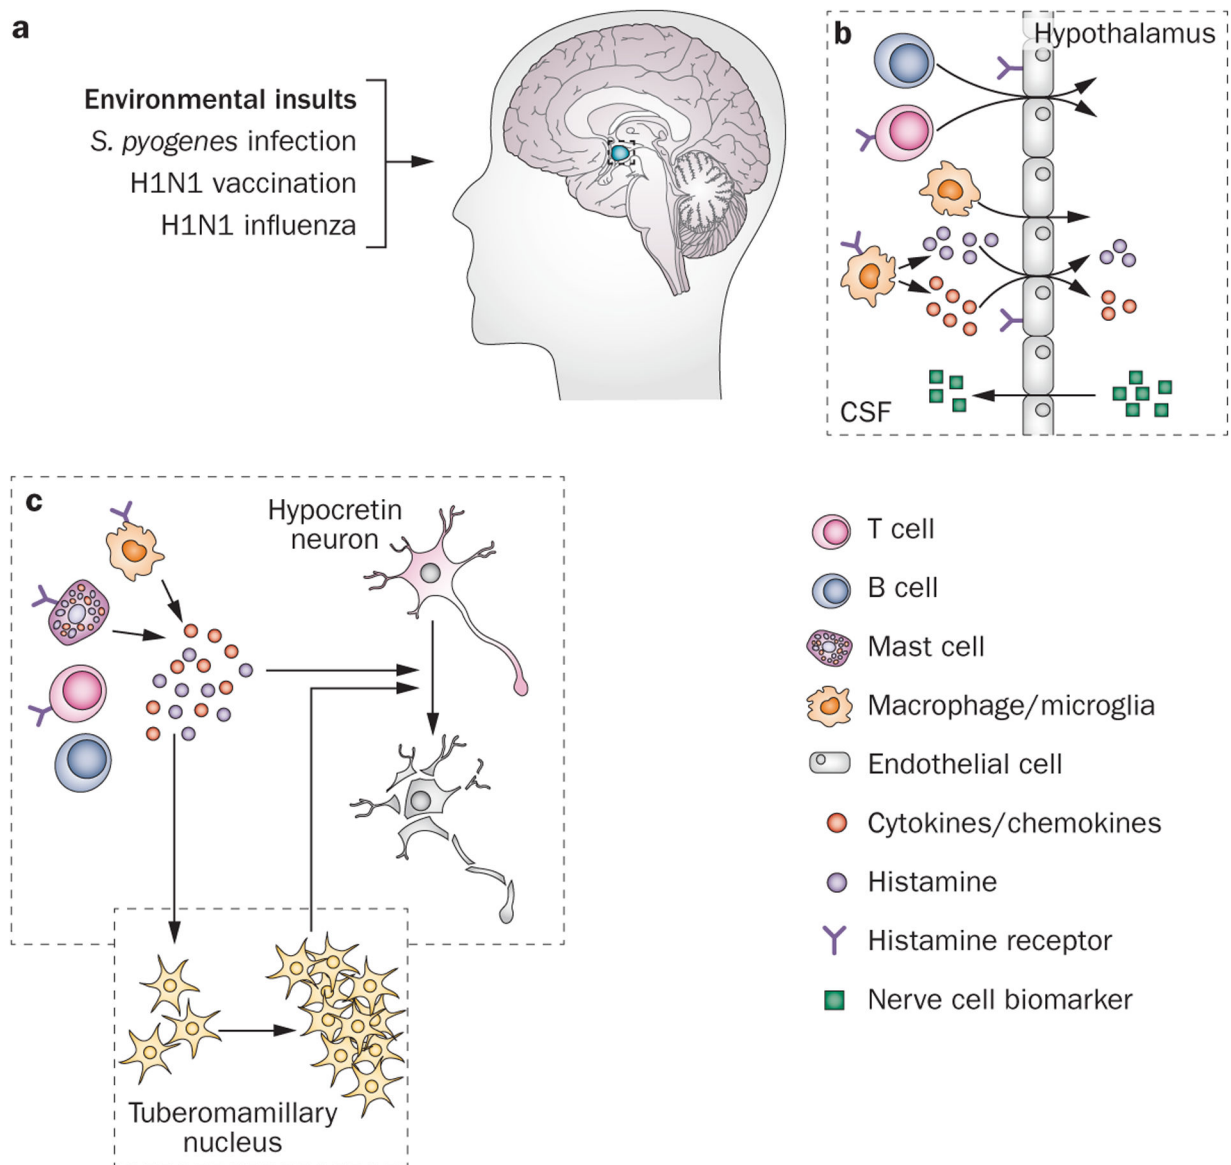 a
Environmental insults
S. pyogenes infection
H1N1 vaccination
H1N1 influenza
b
Hypothalamus
CSF
c
Hypocretin
neuron
Tuberomamillary
nucleus
T cell
B cell
Mast cell
Macrophage/microglia
Endothelial cell
Cytokines/chemokines
Histamine
Histamine receptor
Nerve cell biomarker